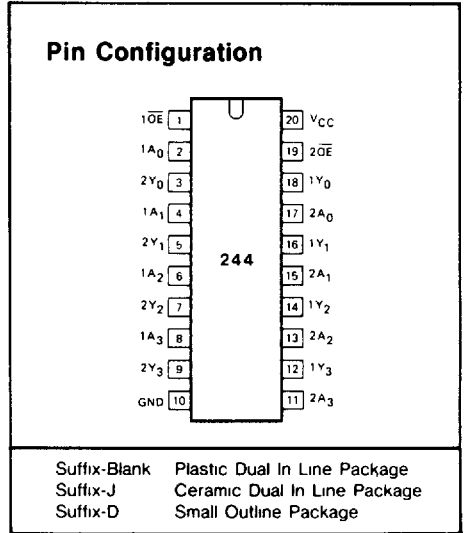 Pin Configuration
1O̅E̅ 1 20 VCC
1A0 2 19 2O̅E̅
2Y0 3 18 1Y0
1A1 4 17 2A0
2Y1 5 16 1Y1
1A2 6 244 15 2A1
2Y2 7 14 1Y2
1A3 8 13 2A2
2Y3 9 12 1Y3
GND 10 11 2A3
Suffix-Blank Plastic Dual In Line Package
Suffix-J Ceramic Dual In Line Package
Suffix-D Small Outline Package